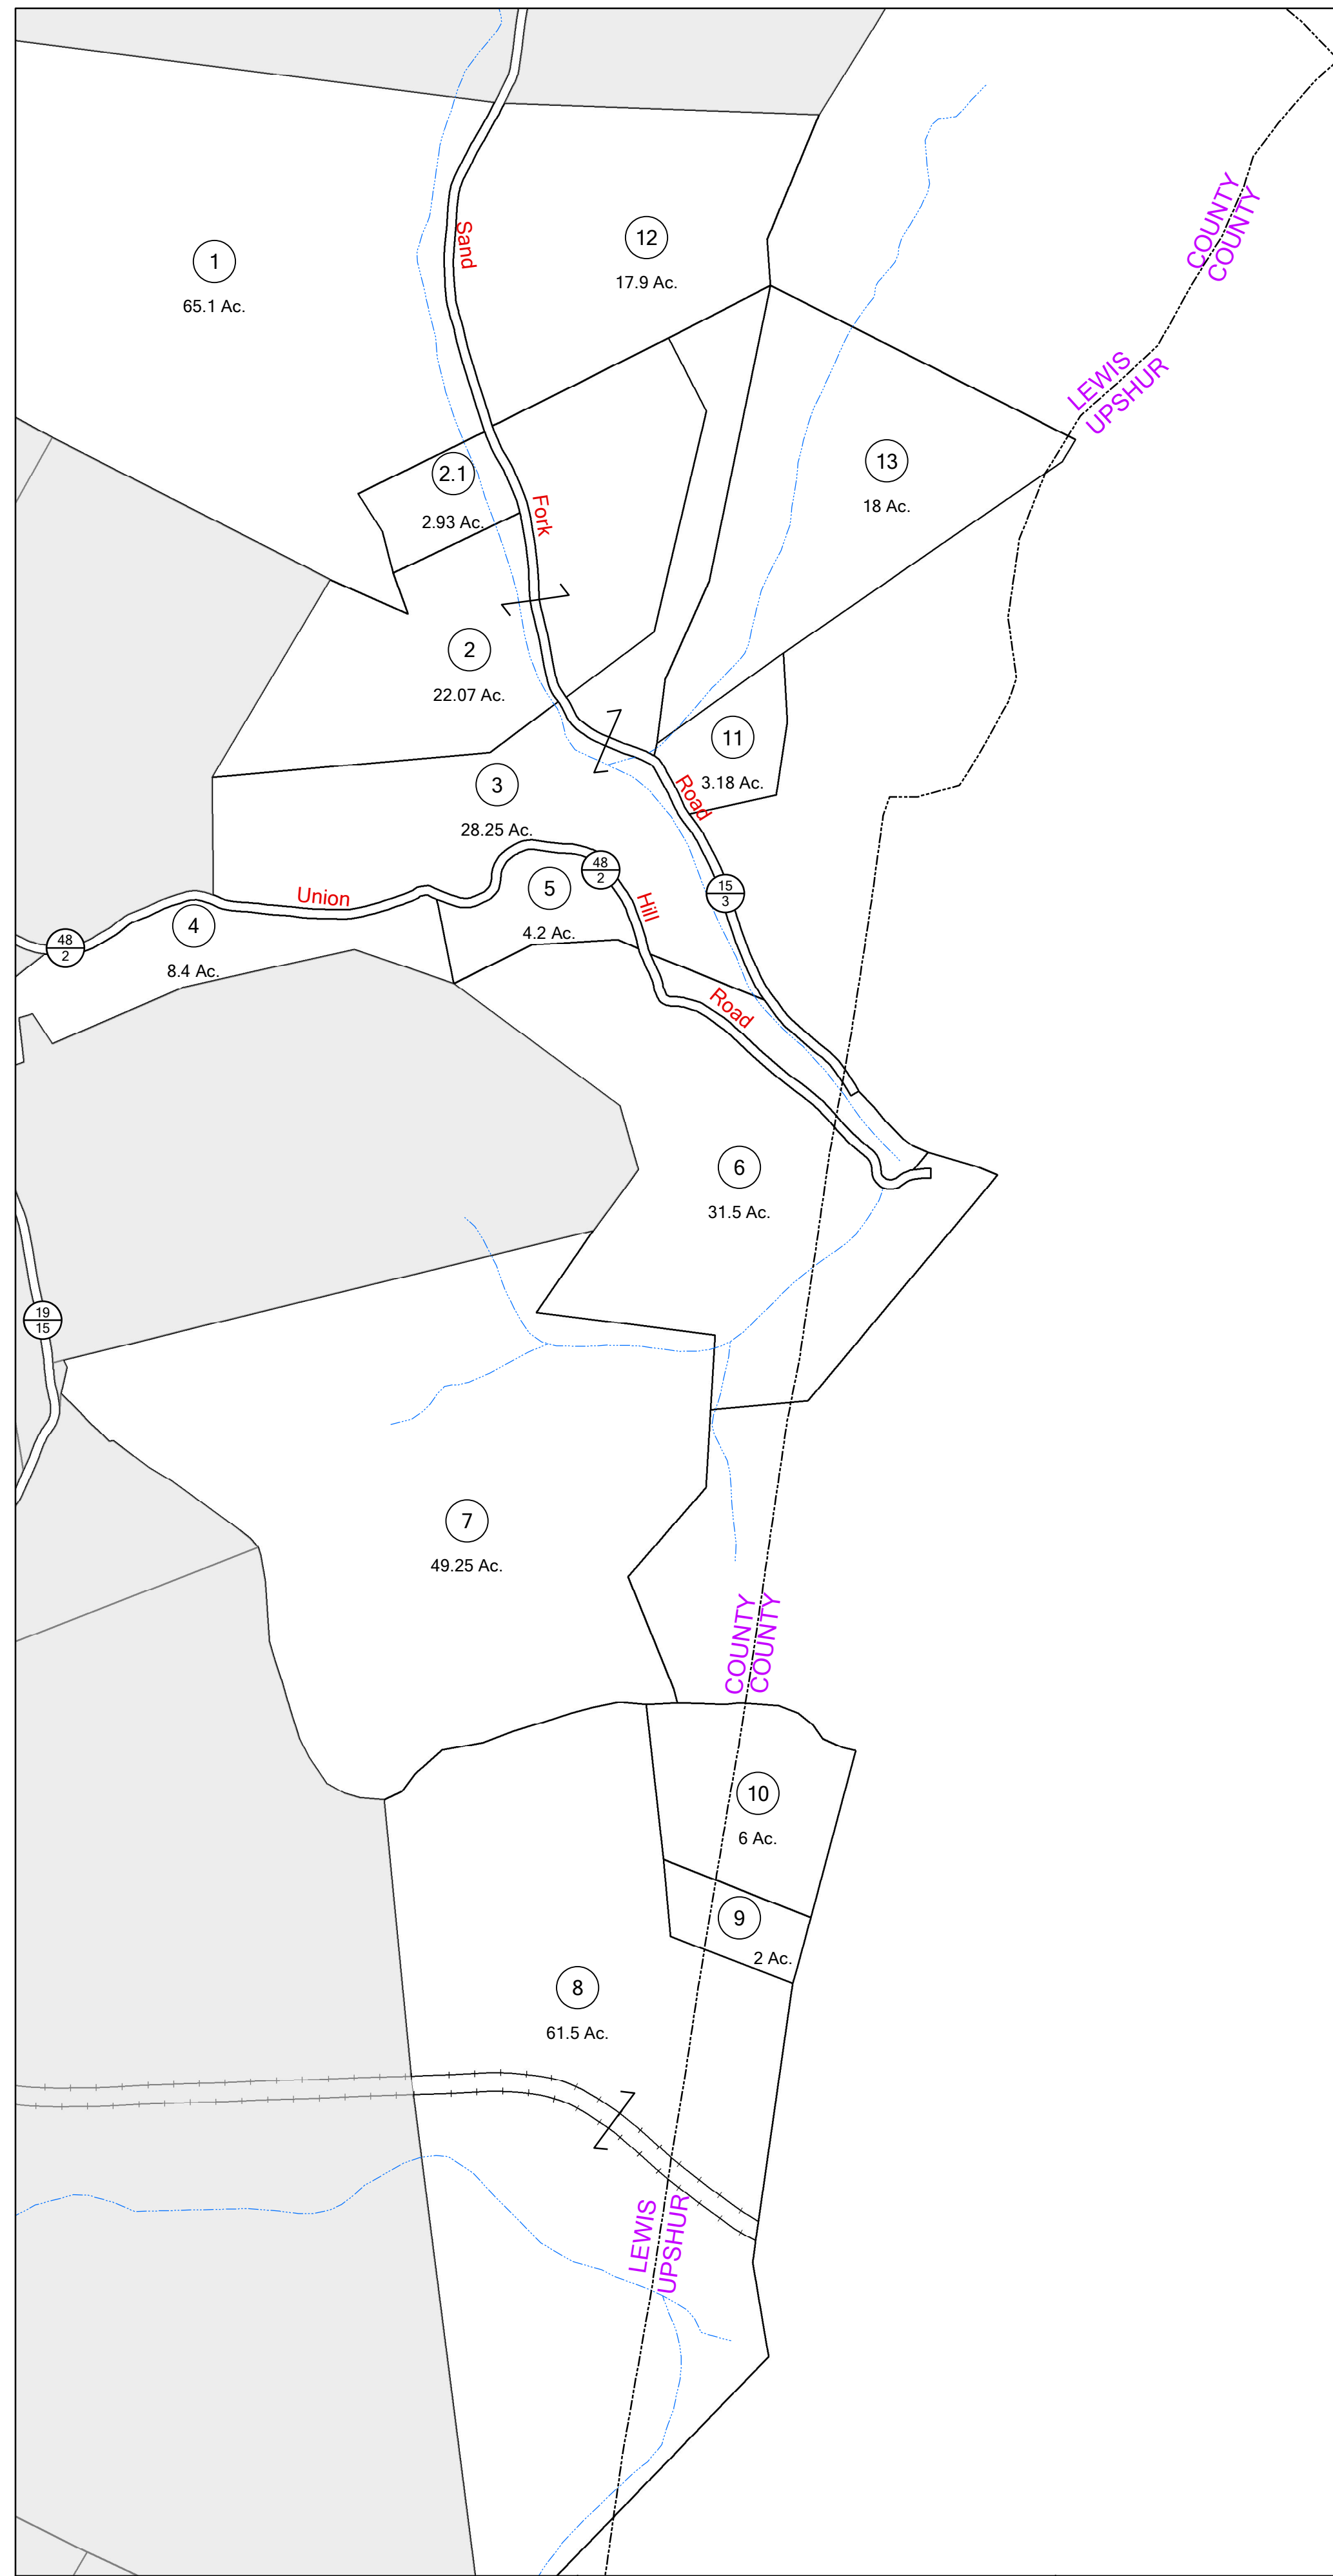 COUNTY
COUNTY
Sand
12
17.9 Ac.
1
65.1 Ac.
LEWIS
UPSHUR
13
18 Ac.
2.1
2.93 Ac.
Fork
2
22.07 Ac.
11
3.18 Ac.
Road
3
28.25 Ac.
48
2
5
4.2 Ac.
15
3
Union
Hill
4
8.4 Ac.
48
2
Road
6
31.5 Ac.
19
15
7
49.25 Ac.
COUNTY
COUNTY
10
6 Ac.
9
2 Ac.
8
61.5 Ac.
LEWIS
UPSHUR